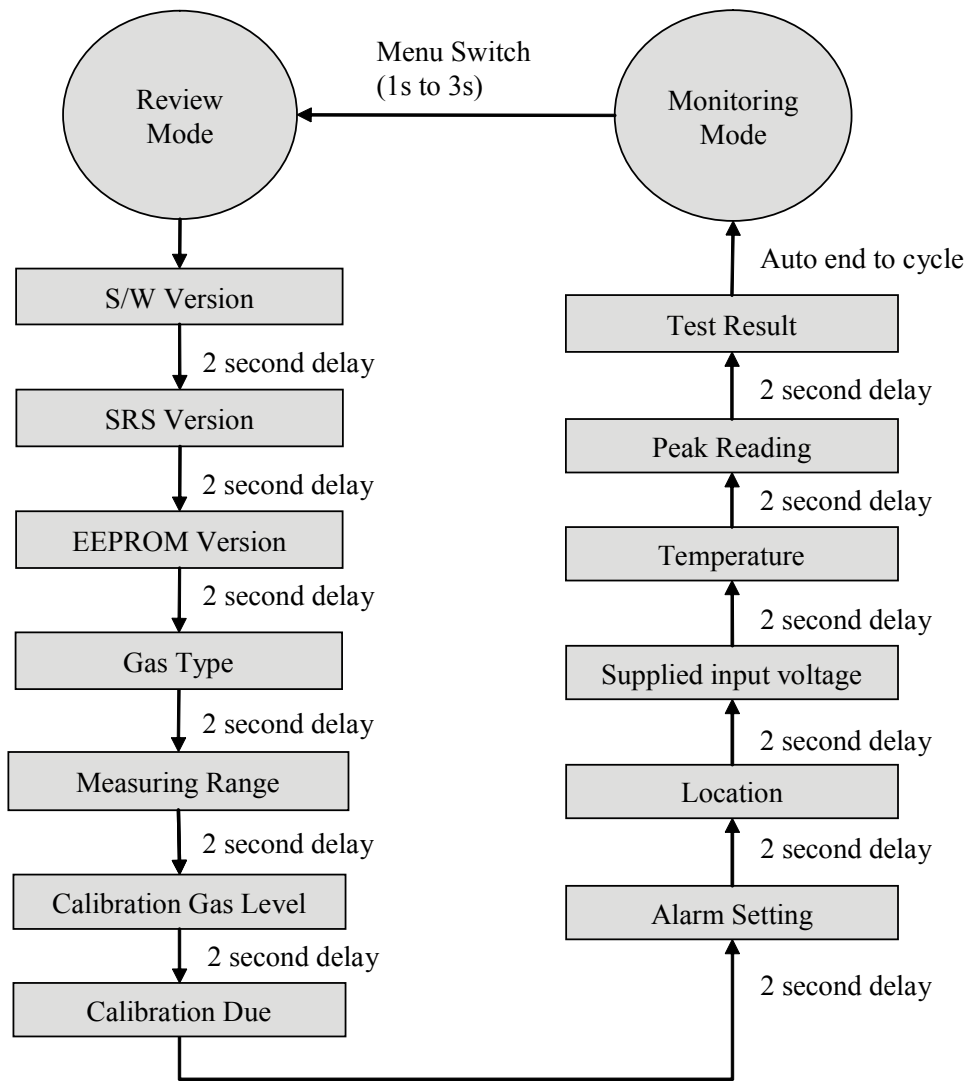 Review
Mode
Menu Switch
(1s to 3s)
Monitoring
Mode
S/W Version
2 second delay
SRS Version
2 second delay
EEPROM Version
2 second delay
Gas Type
2 second delay
Measuring Range
2 second delay
Calibration Gas Level
2 second delay
Calibration Due
2 second delay
Alarm Setting
2 second delay
Location
2 second delay
Supplied input voltage
2 second delay
Temperature
2 second delay
Peak Reading
2 second delay
Test Result
Auto end to cycle